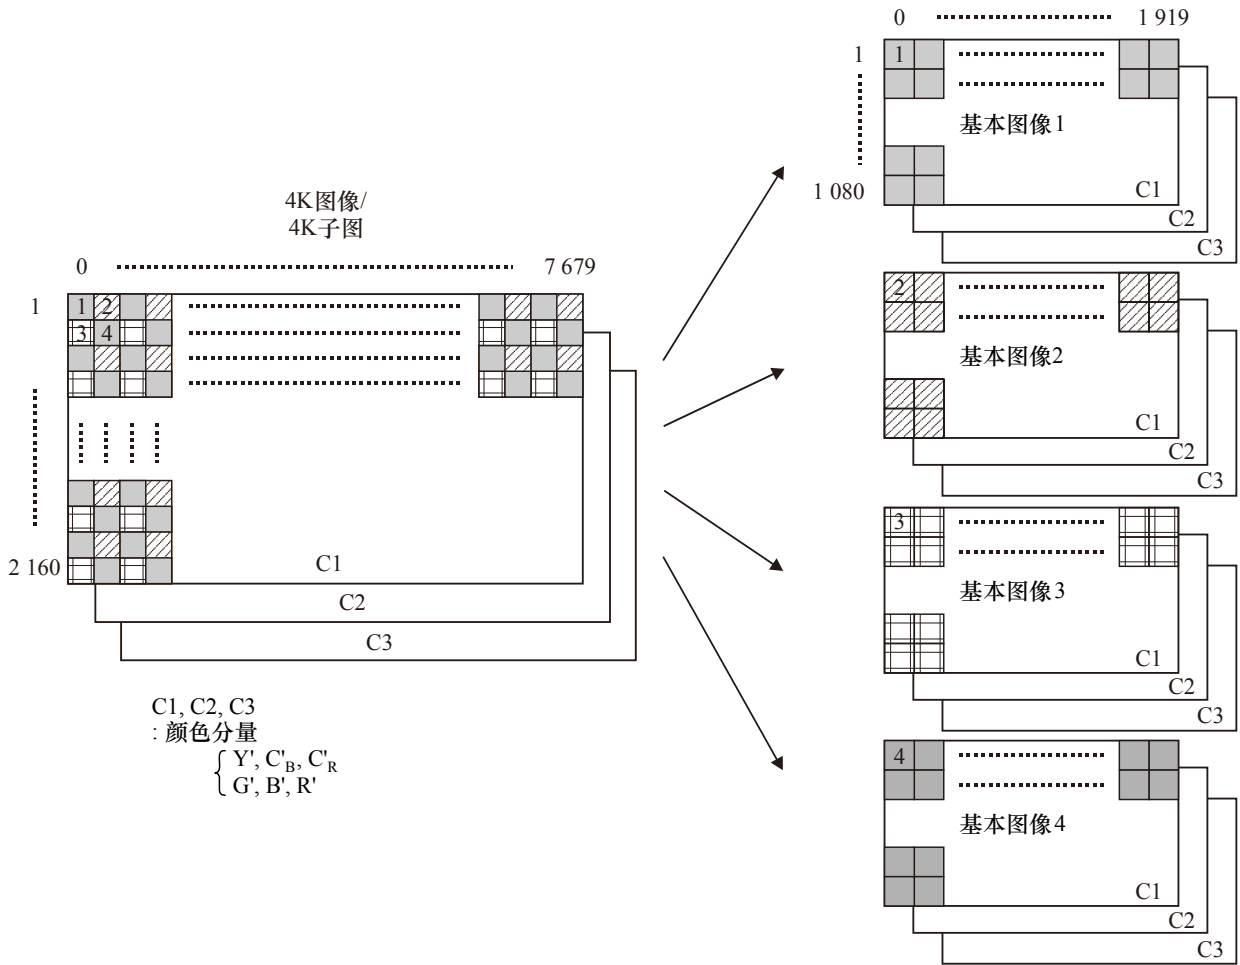 4K图像/
4K子图
0 7 679
1
1 2
3 4
2 160
C1
C2
C3
C1, C2, C3
: 颜色分量
Y', C'B, C'R
G', B', R'
0 1 919
1
1
基本图像1
1 080
C1
C2
C3
2
基本图像2
C1
C2
C3
3
基本图像3
C1
C2
C3
4
基本图像4
C1
C2
C3